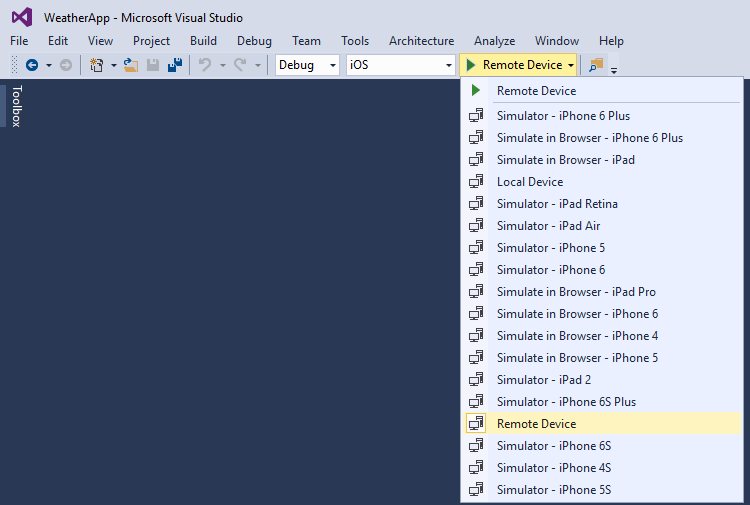 WeatherApp - Microsoft Visual Studio
File Edit View Project Build Debug Team Tools Architecture Analyze Window Help
Debug iOS Remote Device
Toolbox
Remote Device
Simulator - iPhone 6 Plus
Simulate in Browser - iPhone 6 Plus
Simulate in Browser - iPad
Local Device
Simulator - iPad Retina
Simulator - iPad Air
Simulator - iPhone 5
Simulator - iPhone 6
Simulate in Browser - iPad Pro
Simulate in Browser - iPhone 6
Simulate in Browser - iPhone 4
Simulate in Browser - iPhone 5
Simulator - iPad 2
Simulator - iPhone 6S Plus
Remote Device
Simulator - iPhone 6S
Simulator - iPhone 4S
Simulator - iPhone 5S